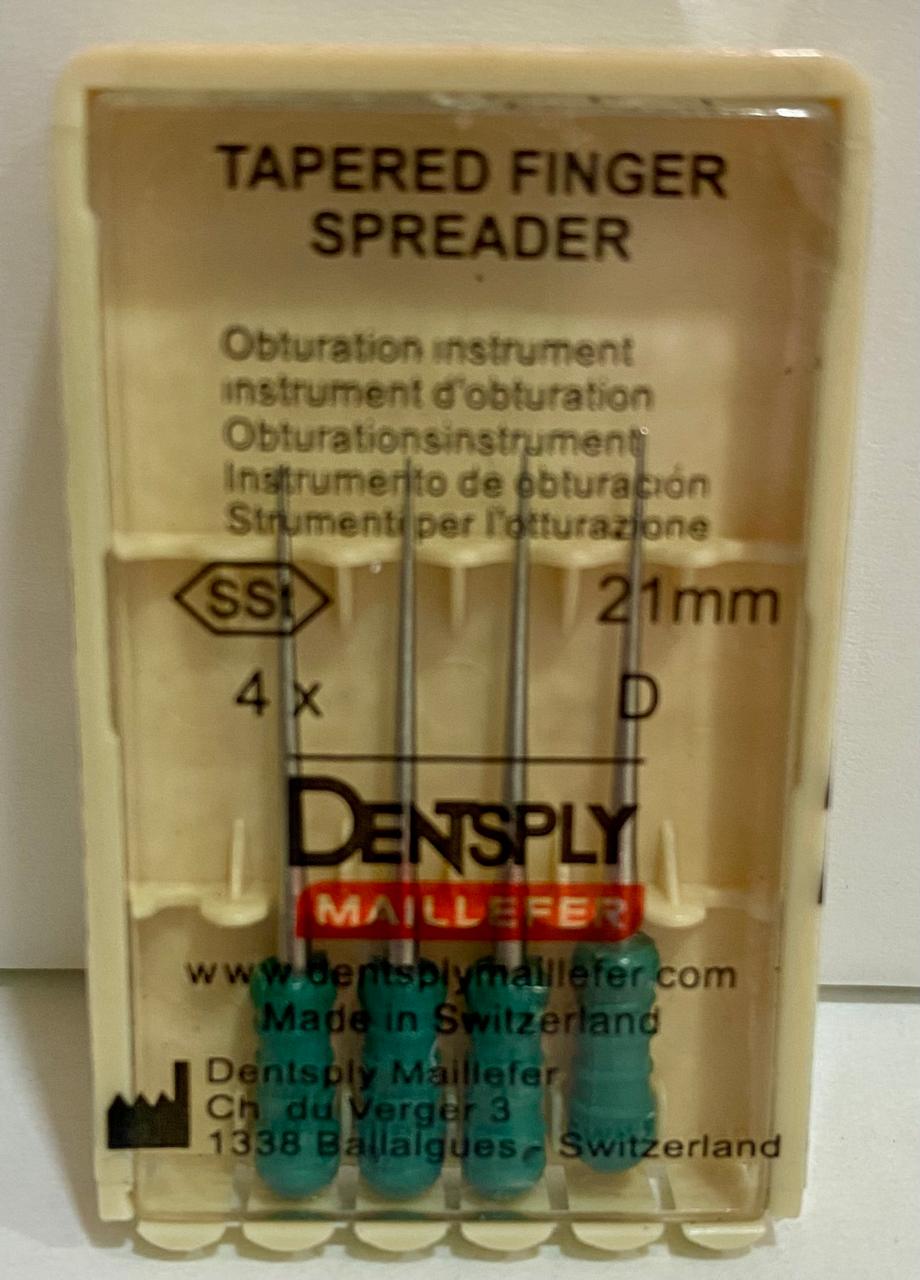 TAPERED FINGER
SPREADER
Obturation instrument
Instrument d'obturation
Obturationsinstrument
Instrumento de obturación
Strumenti per l'otturazione
SSt
21mm
4 x
D
DENTSPLY
MAILLEFER
www.dentsplymaillefer.com
Made in Switzerland
Dentsply Maillefer
Ch. du Verger 3
1338 Ballaigues - Switzerland